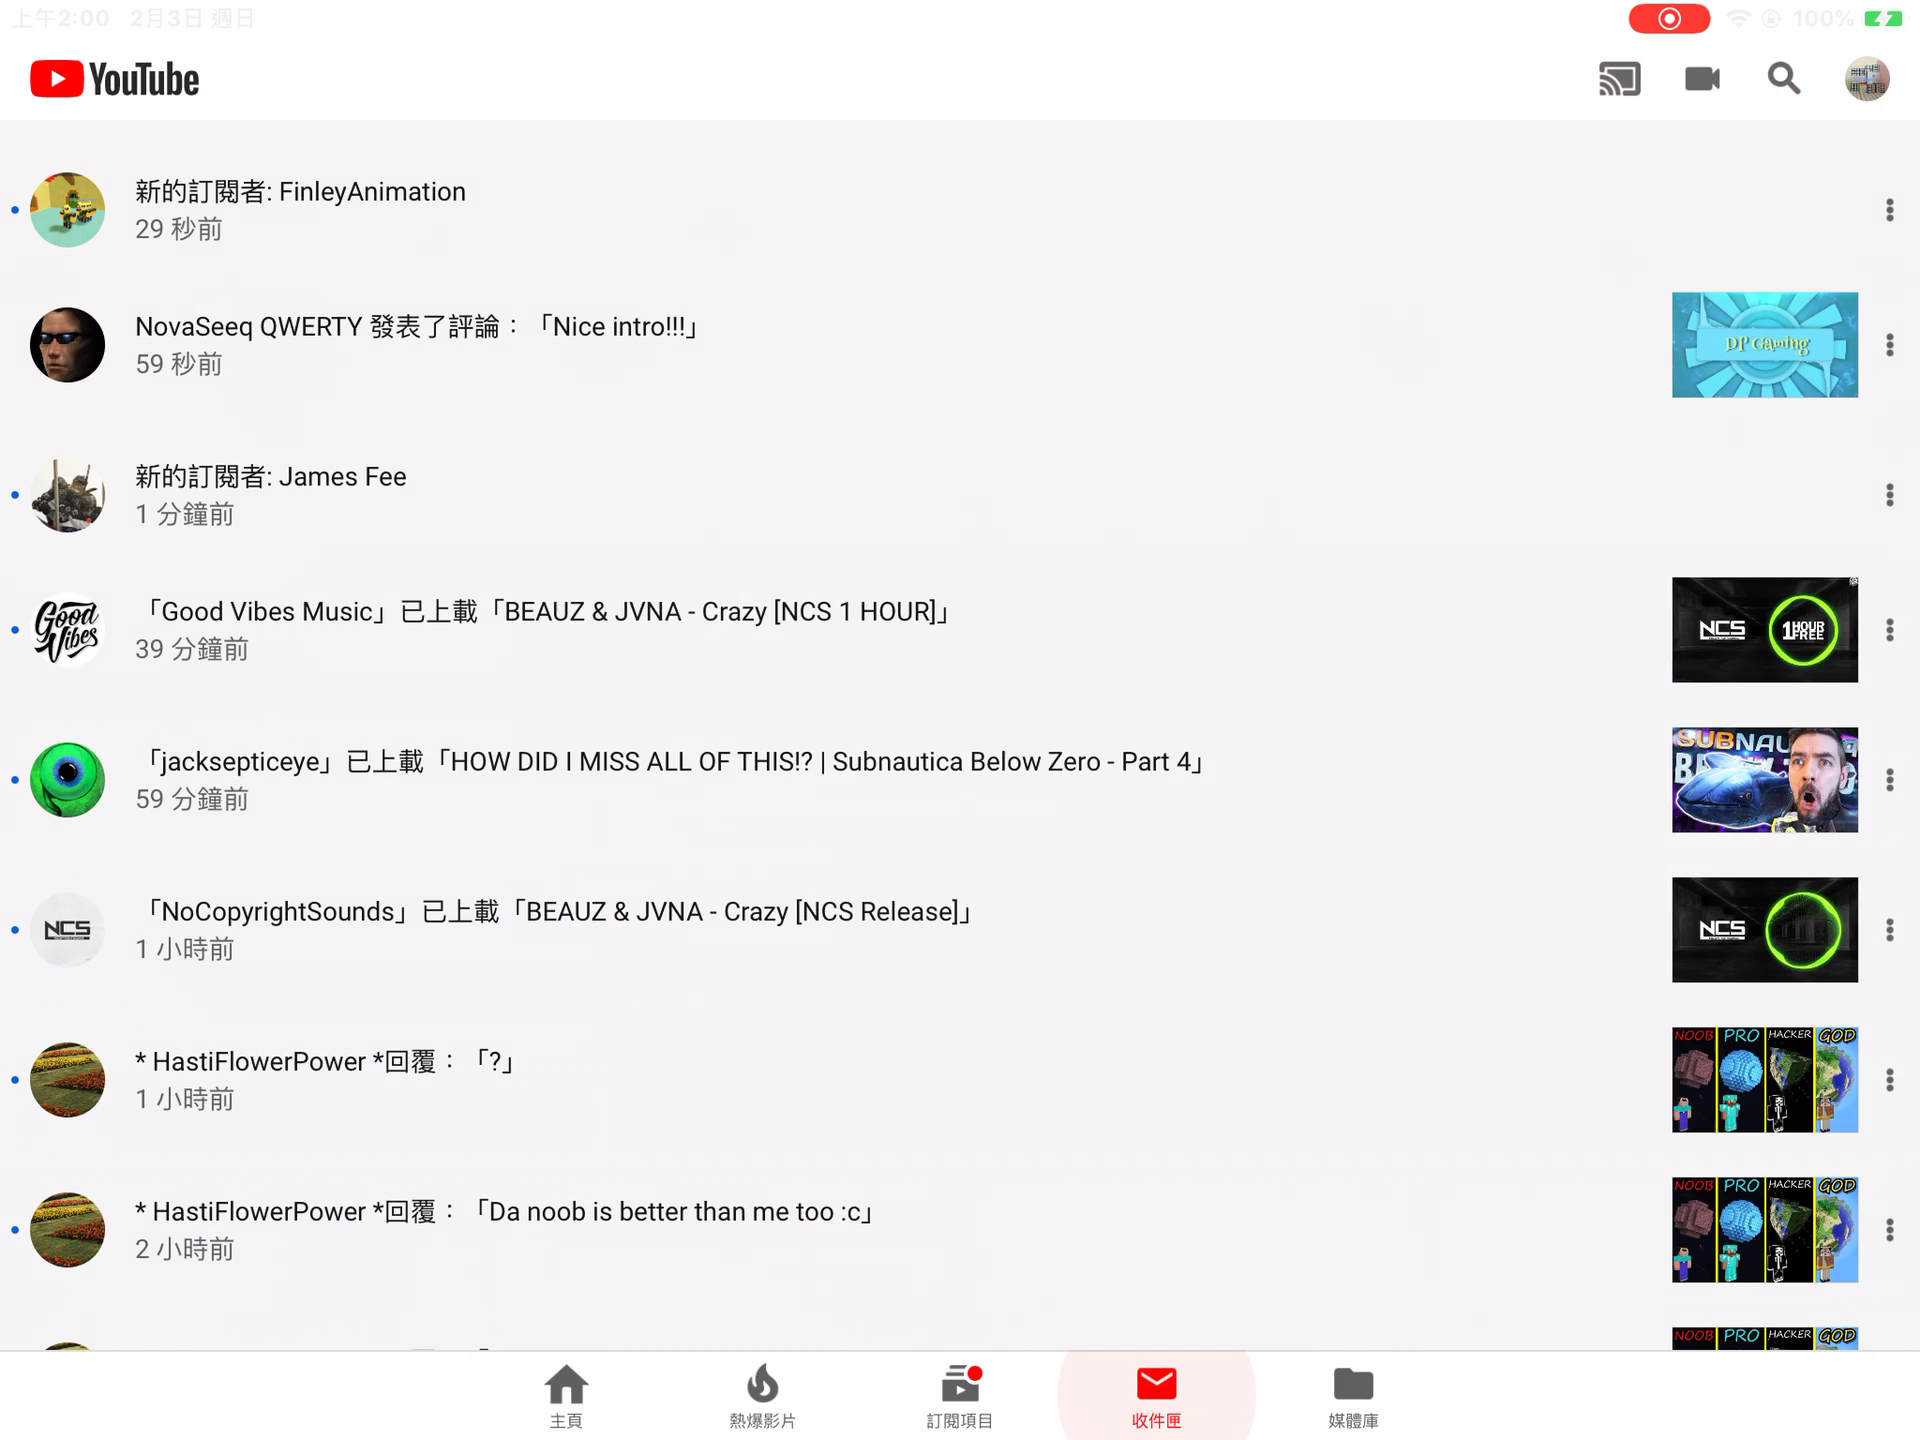 上午2:00 2月3日 週日
100%
YouTube
新的訂閱者: FinleyAnimation
29 秒前
NovaSeeq QWERTY 發表了評論：「Nice intro!!!」
59 秒前
DP Gaming
新的訂閱者: James Fee
1 分鐘前
Good Vibes
「Good Vibes Music」已上載「BEAUZ & JVNA - Crazy [NCS 1 HOUR]」
39 分鐘前
NCS
1 HOUR FREE
「jacksepticeye」已上載「HOW DID I MISS ALL OF THIS!? | Subnautica Below Zero - Part 4」
59 分鐘前
SUBNAU
NCS
「NoCopyrightSounds」已上載「BEAUZ & JVNA - Crazy [NCS Release]」
1 小時前
NCS
* HastiFlowerPower *回覆：「?」
1 小時前
NOOB PRO HACKER GOD
* HastiFlowerPower *回覆：「Da noob is better than me too :c」
2 小時前
NOOB PRO HACKER GOD
NOOB PRO HACKER GOD
主頁
熱爆影片
訂閱項目
收件匣
媒體庫